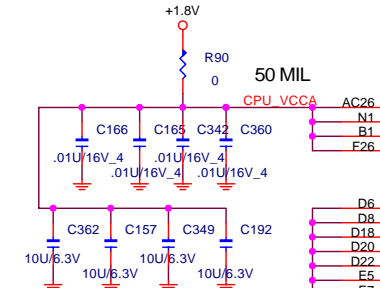 +1.8V
R90
0
50 MIL
CPU_VCCA
AC26
N1
B1
F26
C166
C165
C342
C360
.01U/16V_4
.01U/16V_4
.01U/16V_4
.01U/16V_4
D6
D8
D18
D20
D22
E5
E7
C362
C157
C349
C192
10U/6.3V
10U/6.3V
10U/6.3V
10U/6.3V